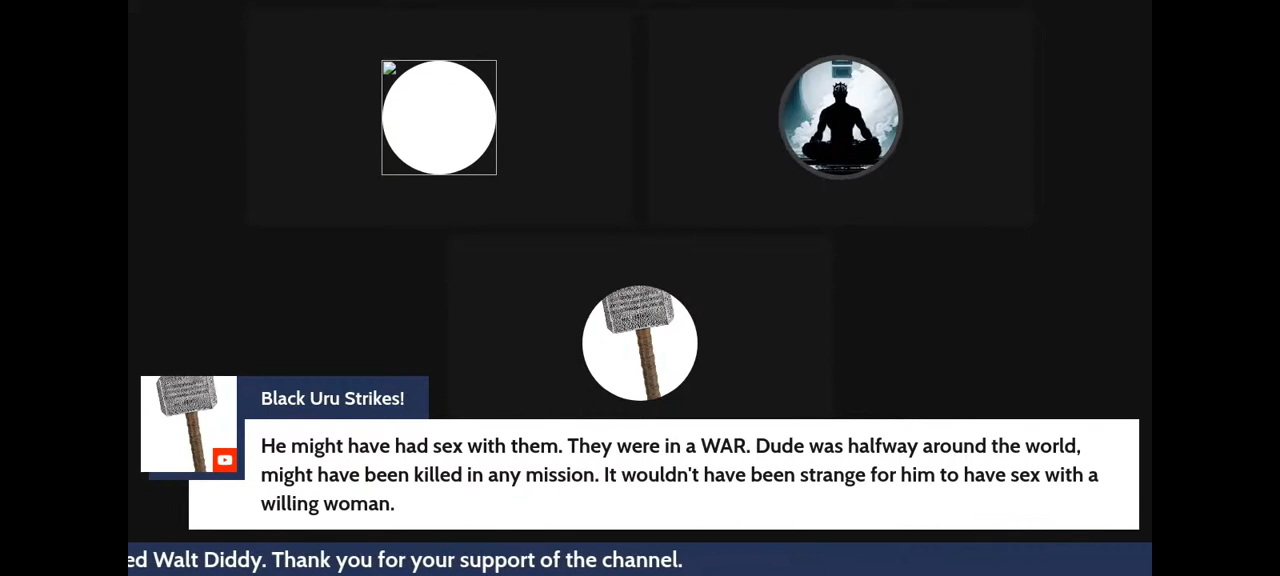 Black Uru Strikes!
He might have had sex with them. They were in a WAR. Dude was halfway around the world,
might have been killed in any mission. It wouldn't have been strange for him to have sex with a
willing woman.
ed Walt Diddy. Thank you for your support of the channel.